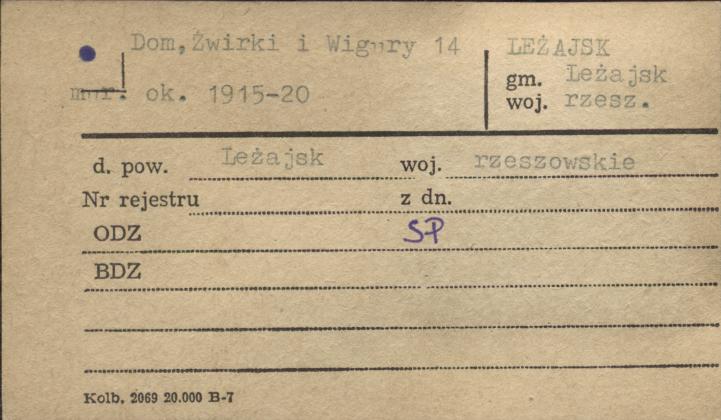 Dom, Żwirki i Wigury 14
LEŻAJSK
gm. Leżajsk
mur. ok. 1915-20
woj. rzesz.
d. pow. Leżajsk woj. rzeszowskie
Nr rejestru z dn.
ODZ SP
BDZ
Kolb. 2069 20.000 B-7